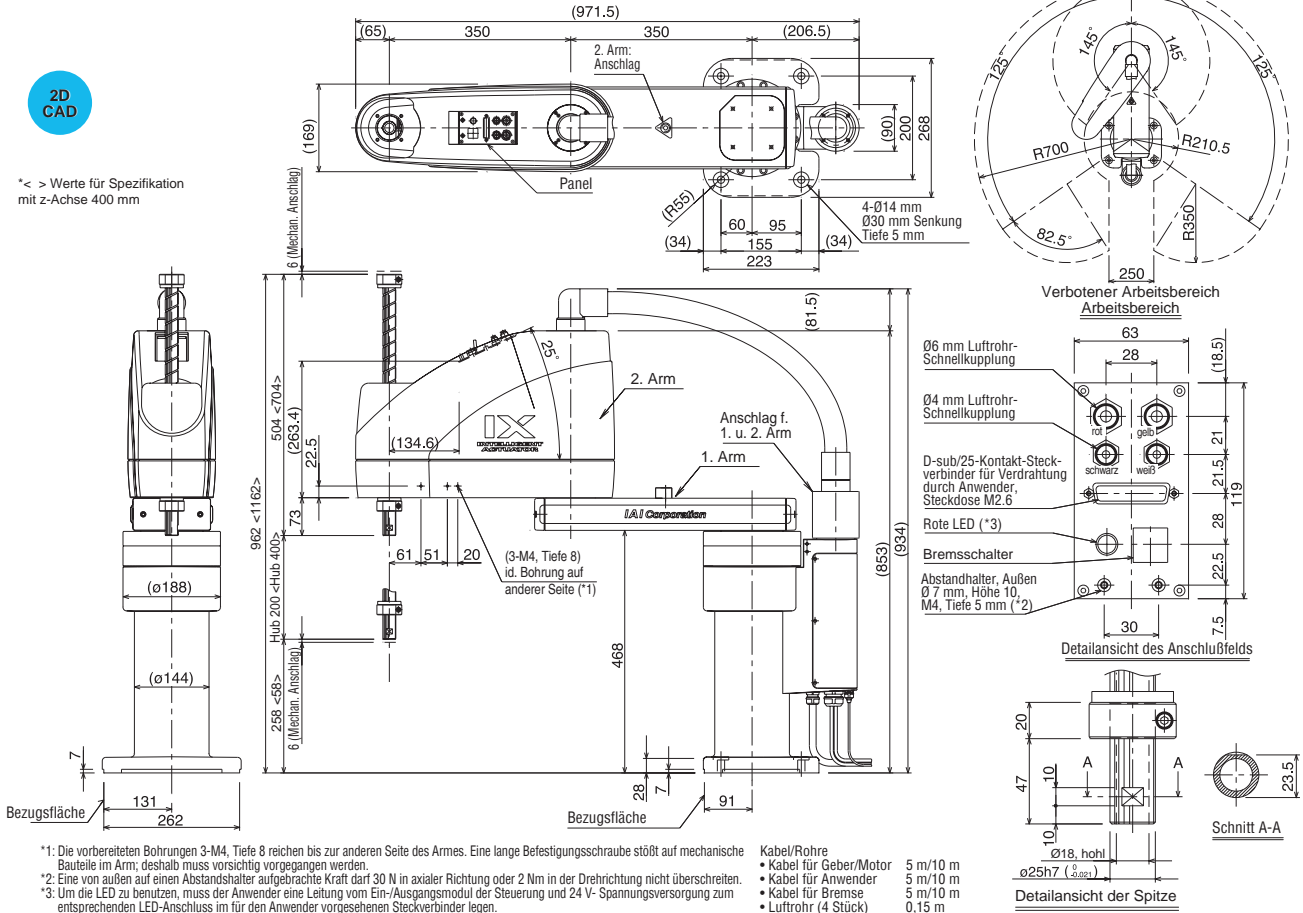 (971.5)
(65)
350
350
(206.5)
2. Arm:
Anschlag
2D
CAD
(169)
(90)
200
268
Panel
(R55)
4-Ø14 mm
Ø30 mm Senkung
Tiefe 5 mm
60
95
(34)
155
(34)
223
*< > Werte für Spezifikation
mit z-Achse 400 mm
145°
145°
125°
125°
R700
R210.5
82.5°
R350
250
Verbotener Arbeitsbereich
Arbeitsbereich
6 (Mechan. Anschlag)
504 <704>
(263.4)
22.5
73
962 <1162>
Hub 200 <Hub 400>
258 <58>
6 (Mechan. Anschlag)
25°
(81.5)
2. Arm
IX
INTELLIGENT
ACTUATOR
(134.6)
Anschlag f.
1. u. 2. Arm
1. Arm
IAI Corporation
61
51
20
(3-M4, Tiefe 8)
id. Bohrung auf
anderer Seite (*1)
(853)
(934)
468
(ø188)
(ø144)
7
131
262
Bezugsfläche
28
7
91
Bezugsfläche
63
28
(18.5)
Ø6 mm Luftrohr-
Schnellkupplung
rot
gelb
21
Ø4 mm Luftrohr-
Schnellkupplung
schwarz
weiß
21.5
119
D-sub/25-Kontakt-Steck-
verbinder für Verdrahtung
durch Anwender,
Steckdose M2.6
28
Rote LED (*3)
Bremsschalter
22.5
Abstandhalter, Außen
Ø 7 mm, Höhe 10,
M4, Tiefe 5 mm (*2)
30
7.5
Detailansicht des Anschlußfelds
20
47
10
10
A
A
23.5
Schnitt A-A
Ø18, hohl
ø25h7 ( 0 -0.021 )
Detailansicht der Spitze
*1: Die vorbereiteten Bohrungen 3-M4, Tiefe 8 reichen bis zur anderen Seite des Armes. Eine lange Befestigungsschraube stößt auf mechanische
Bauteile im Arm; deshalb muss vorsichtig vorgegangen werden.
*2: Eine von außen auf einen Abstandshalter aufgebrachte Kraft darf 30 N in axialer Richtung oder 2 Nm in der Drehrichtung nicht überschreiten.
*3: Um die LED zu benutzen, muss der Anwender eine Leitung vom Ein-/Ausgangsmodul der Steuerung und 24 V- Spannungsversorgung zum
entsprechenden LED-Anschluss im für den Anwender vorgesehenen Steckverbinder legen.
Kabel/Rohre
• Kabel für Geber/Motor 5 m/10 m
• Kabel für Anwender 5 m/10 m
• Kabel für Bremse 5 m/10 m
• Luftrohr (4 Stück) 0,15 m